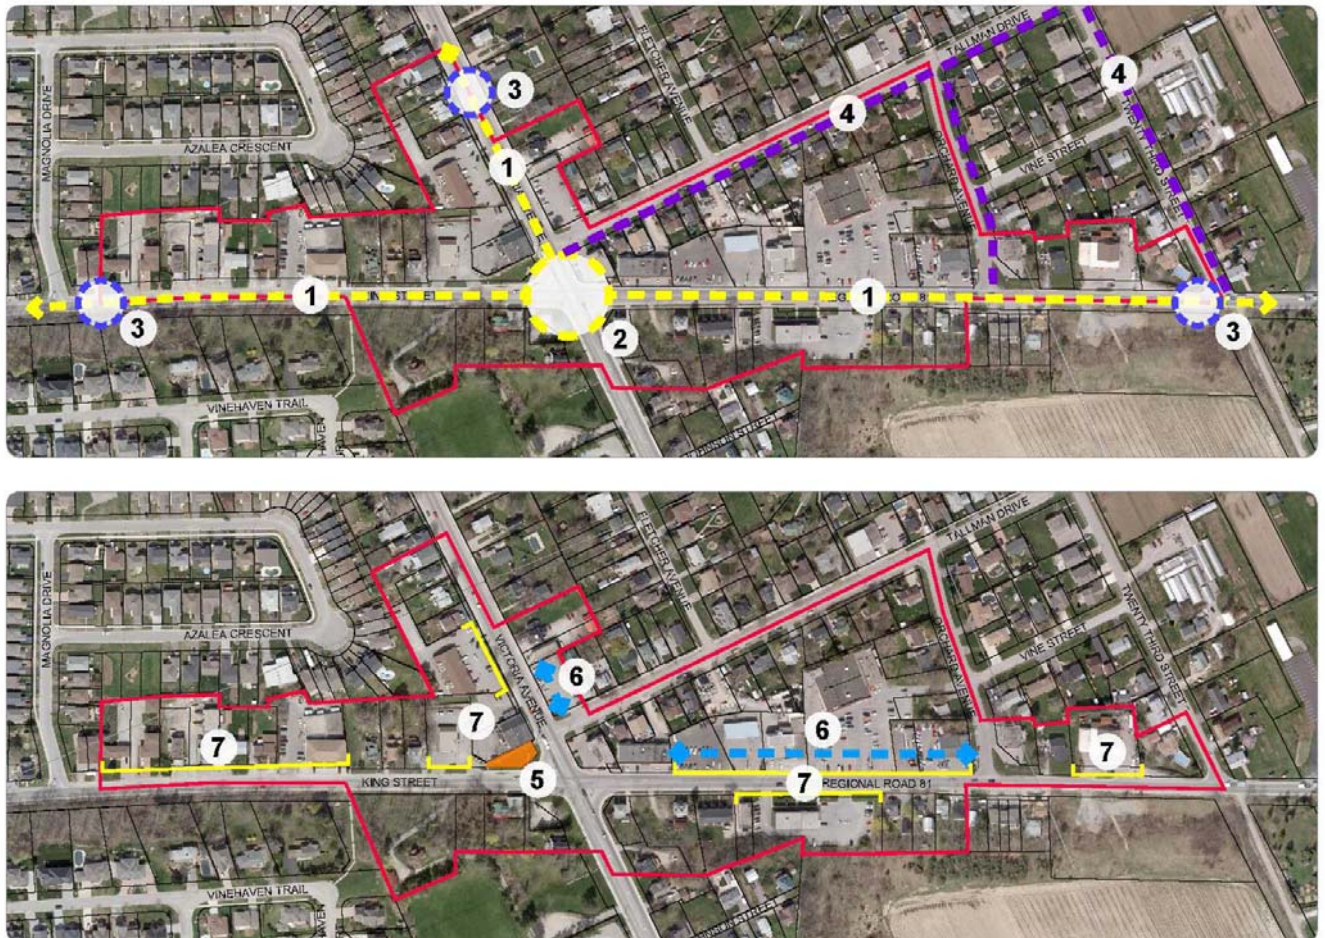 MAGNOLIA DRIVE
AZALEA CRESCENT
3
1
FLETCHER AVENUE
TALLMAN DRIVE
4
4
TWENTY THIRD STREET
VINE STREET
ORCHARD AVENUE
3
1
STREET
2
1
3
VINEHAVEN TRAIL
JOHNSON STREET
MAGNOLIA DRIVE
AZALEA CRESCENT
VICTORIA AVENUE
FLETCHER AVENUE
TALLMAN DRIVE
TWENTY THIRD STREET
VINE STREET
ORCHARD AVENUE
6
7
7
6
7
5
KING STREET
7
REGIONAL ROAD 81
VINEHAVEN TRAIL